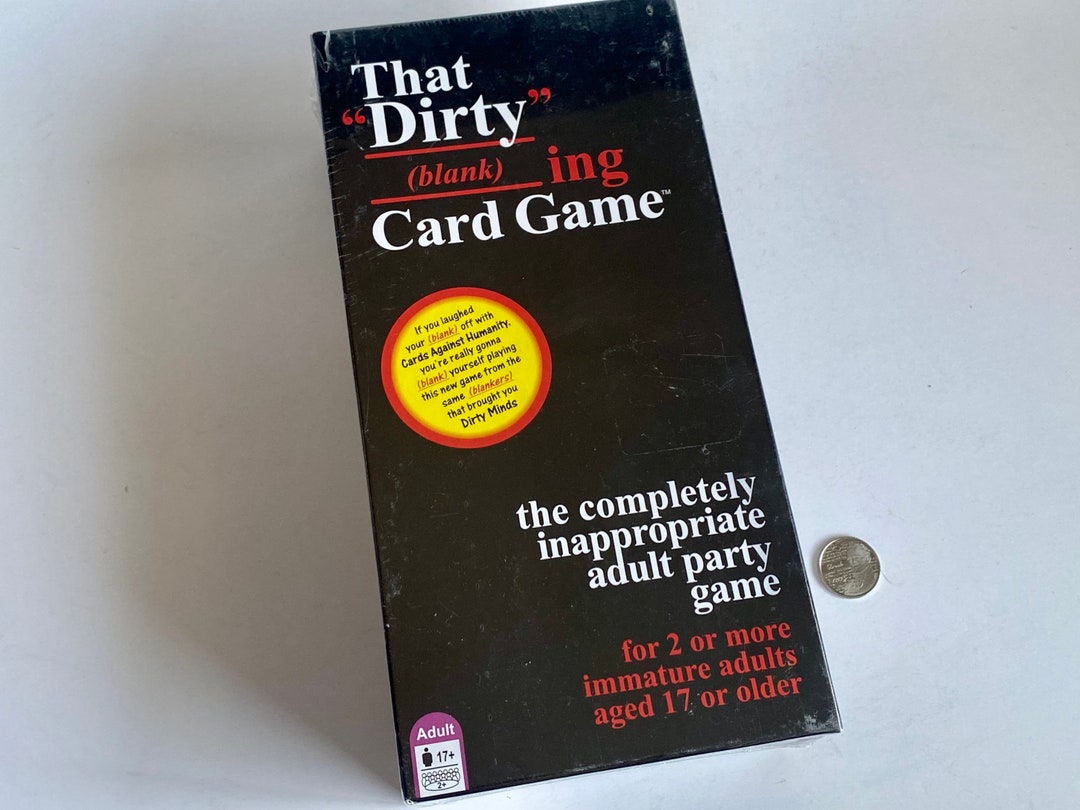 That
“Dirty”
(blank) ing
Card Game™
If you laughed
your (blank) off with
Cards Against Humanity,
you're really gonna
(blank) yourself playing
this new game from the
same (blankers)
that brought you
Dirty Minds
the completely
inappropriate
adult party
game
for 2 or more
immature adults
aged 17 or older
Adult
17+
2+